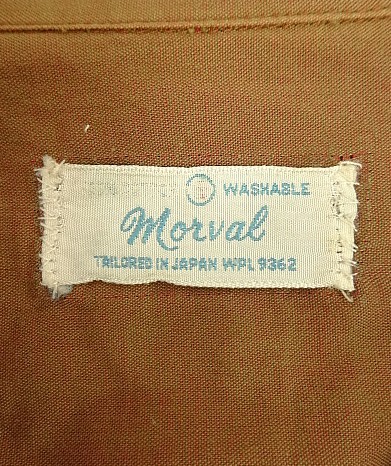 WASHABLE
Morval
TAILORED IN JAPAN WPL 9362